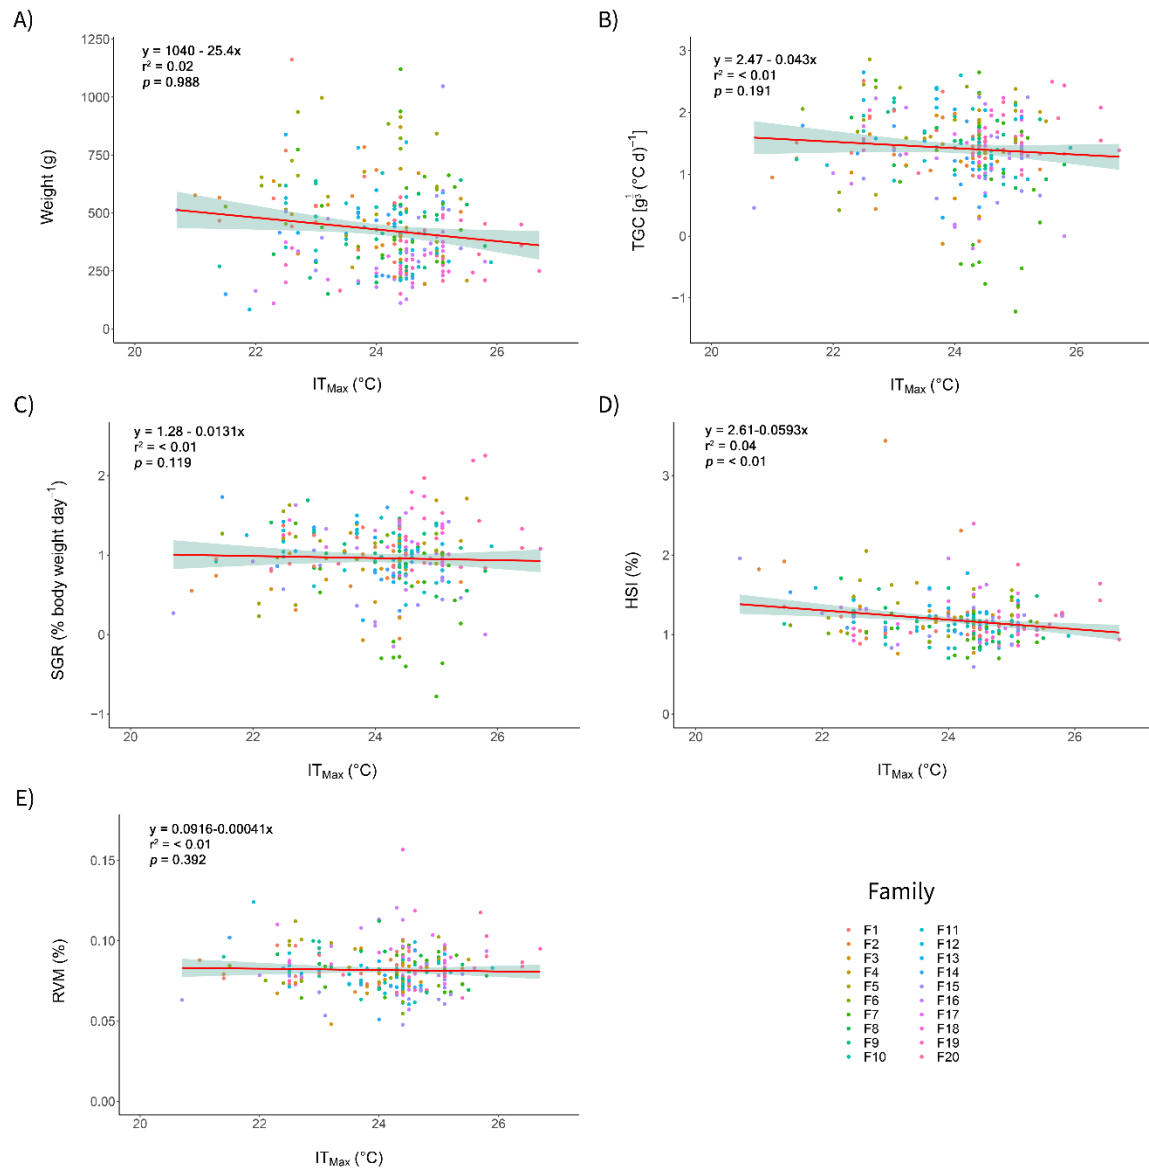 A)
y = 1040 - 25.4x
r² = 0.02
p = 0.988
Weight (g)
1250
1000
750
500
250
0
20 22 24 26
IT_Max (°C)
B)
y = 2.47 - 0.043x
r² = < 0.01
p = 0.191
TGC [g^1/3 (°C d)⁻¹]
3
2
1
0
−1
20 22 24 26
IT_Max (°C)
C)
y = 1.28 - 0.0131x
r² = < 0.01
p = 0.119
SGR (% body weight day⁻¹)
2
1
0
−1
20 22 24 26
IT_Max (°C)
D)
y = 2.61-0.0593x
r² = 0.04
p = < 0.01
HSI (%)
3
2
1
0
20 22 24 26
IT_Max (°C)
E)
y = 0.0916-0.00041x
r² = < 0.01
p = 0.392
RVM (%)
0.15
0.10
0.05
0.00
20 22 24 26
IT_Max (°C)
Family
F1 F11
F2 F12
F3 F13
F4 F14
F5 F15
F6 F16
F7 F17
F8 F18
F9 F19
F10 F20